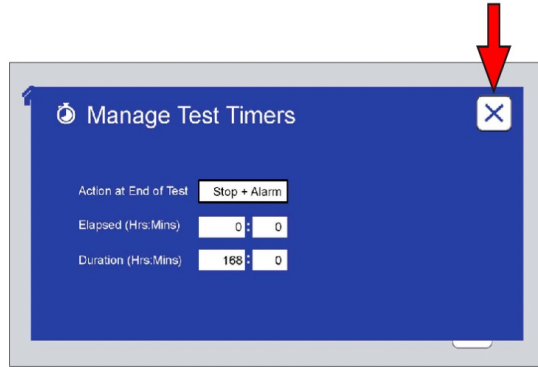 Manage Test Timers
Action at End of Test Stop + Alarm
Elapsed (Hrs:Mins) 0 : 0
Duration (Hrs:Mins) 168 : 0